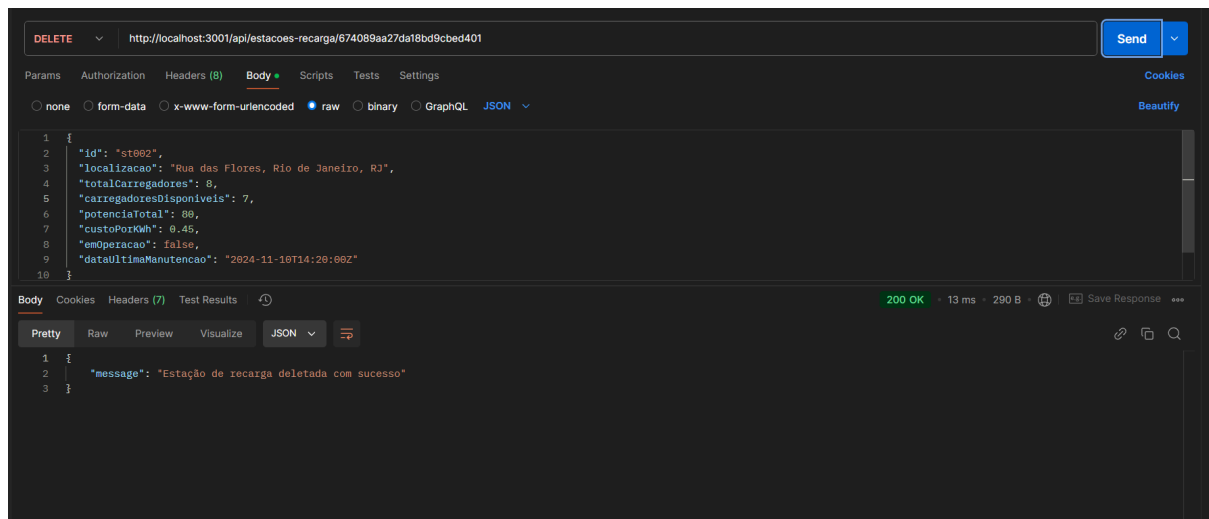 DELETE http://localhost:3001/api/estacoes-recarga/674089aa27da18bd9cbed401 Send
Params Authorization Headers (8) Body Scripts Tests Settings Cookies
none form-data x-www-form-urlencoded raw binary GraphQL JSON Beautify
1 {
2 "id": "st002",
3 "localizacao": "Rua das Flores, Rio de Janeiro, RJ",
4 "totalCarregadores": 8,
5 "carregadoresDisponiveis": 7,
6 "potenciaTotal": 80,
7 "custoPorKWh": 0.45,
8 "emOperacao": false,
9 "dataUltimaManutencao": "2024-11-10T14:20:00Z"
10 }
Body Cookies Headers (7) Test Results 200 OK 13 ms 290 B e.g. Save Response
Pretty Raw Preview Visualize JSON
1 {
2 "message": "Estação de recarga deletada com sucesso"
3 }